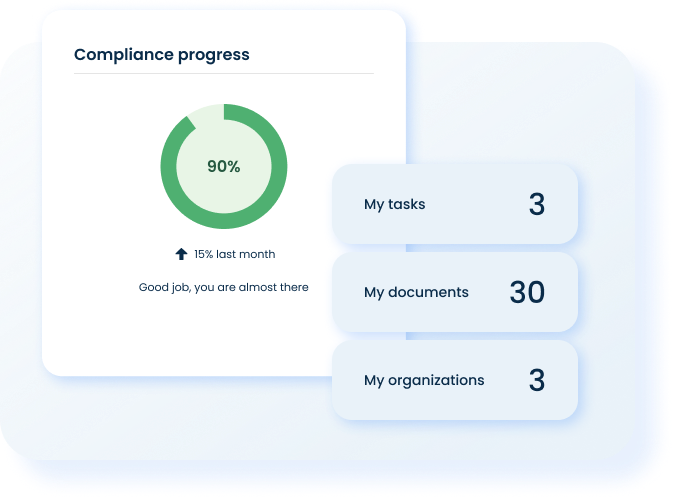 Compliance progress
90%
15% last month
Good job, you are almost there
My tasks 3
My documents 30
My organizations 3